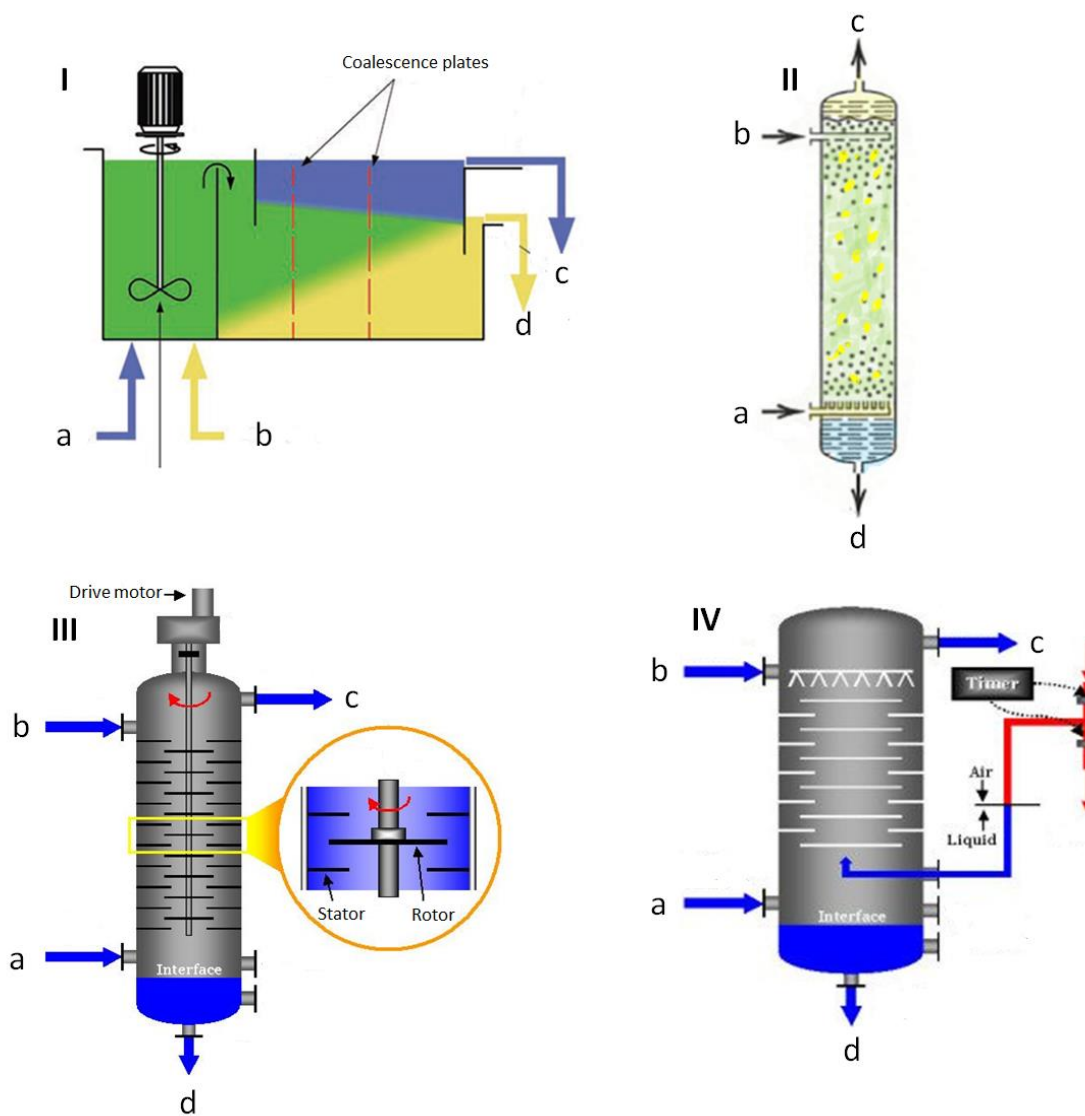 I
Coalescence plates
a
b
c
d
II
c
b
a
d
III
Drive motor
b
c
a
Interface
d
Stator
Rotor
IV
b
c
Timer
Air
Liquid
a
Interface
d